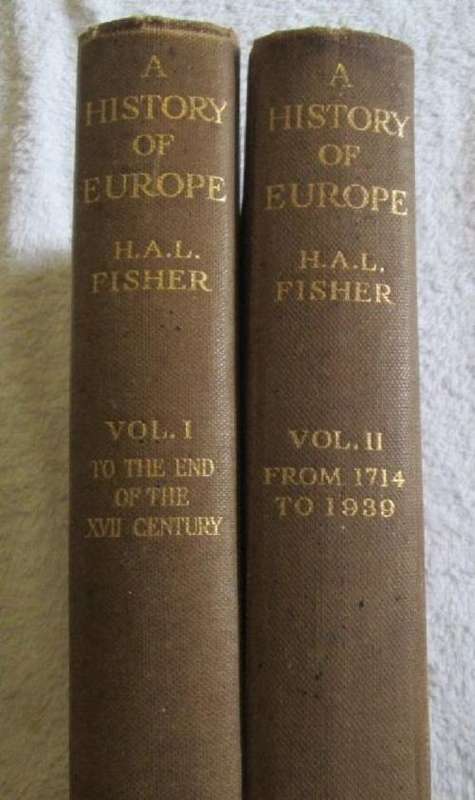 A
HISTORY
OF
EUROPE
H.A.L.
FISHER
VOL. I
TO THE END
OF THE
XVII CENTURY
A
HISTORY
OF
EUROPE
H.A.L.
FISHER
VOL. II
FROM 1714
TO 1939